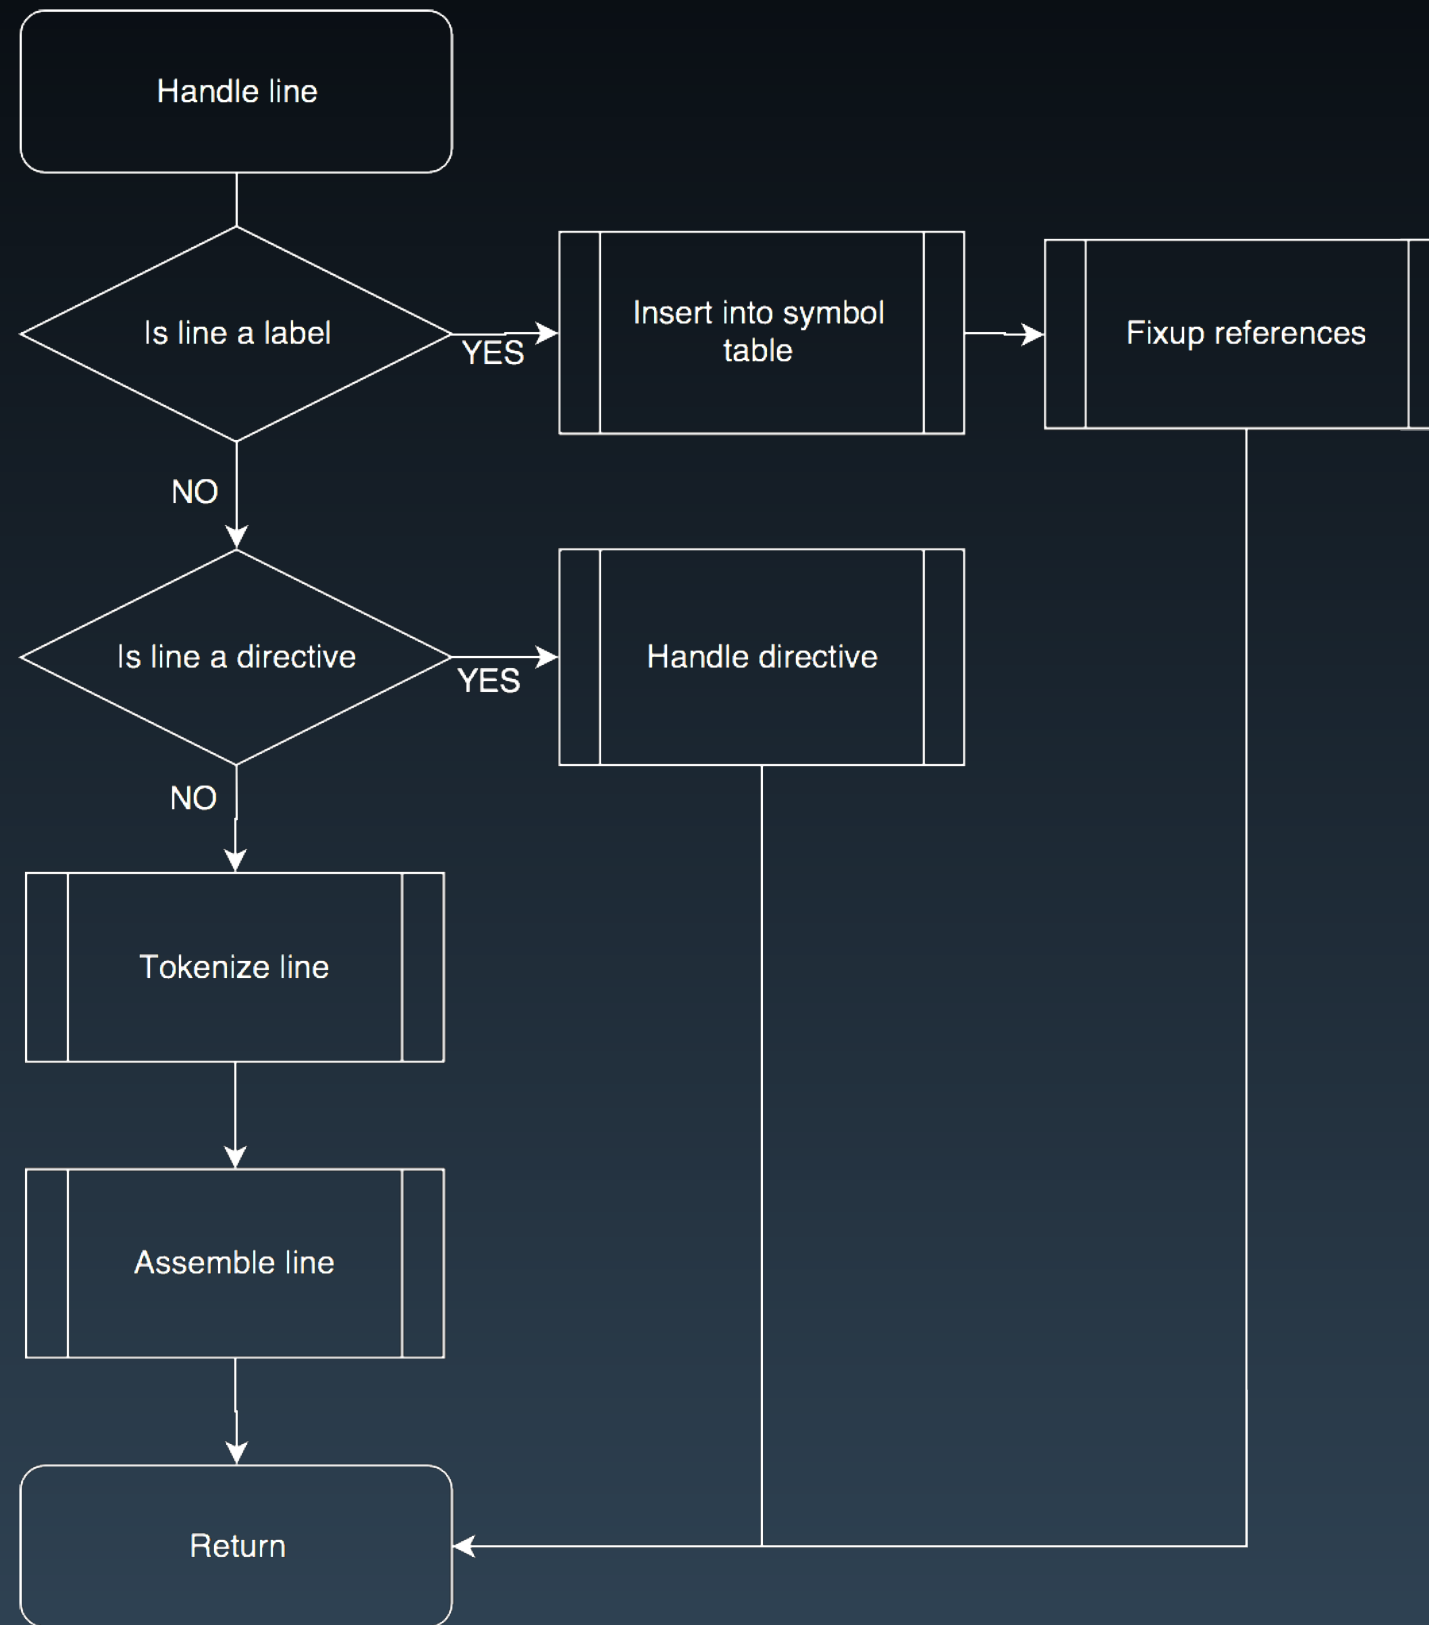 Handle line
Is line a label
YES
Insert into symbol
table
Fixup references
NO
Is line a directive
YES
Handle directive
NO
Tokenize line
Assemble line
Return